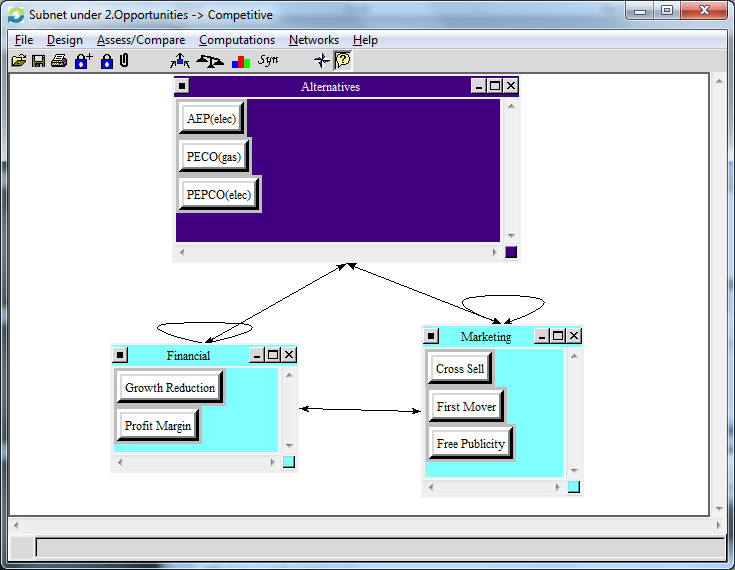 Subnet under 2.Opportunities -> Competitive
File Design Assess/Compare Computations Networks Help
Syn
Alternatives
AEP(elec)
PECO(gas)
PEPCO(elec)
Financial
Growth Reduction
Profit Margin
Marketing
Cross Sell
First Mover
Free Publicity